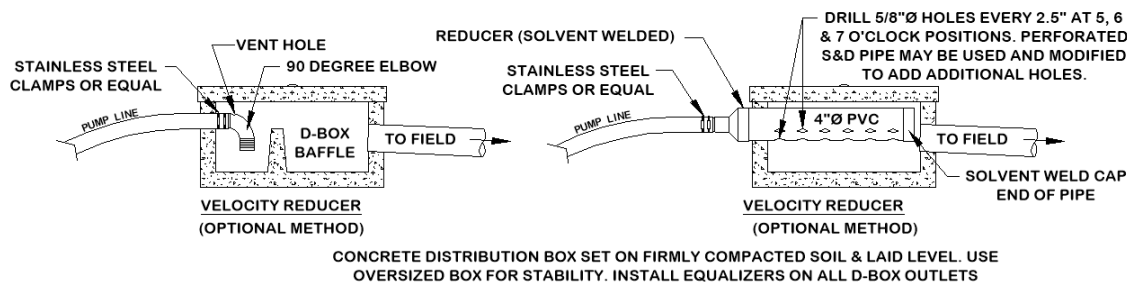 VENT HOLE
STAINLESS STEEL
CLAMPS OR EQUAL
90 DEGREE ELBOW
PUMP LINE
D-BOX
BAFFLE
TO FIELD
VELOCITY REDUCER
(OPTIONAL METHOD)
DRILL 5/8"Ø HOLES EVERY 2.5" AT 5, 6
& 7 O'CLOCK POSITIONS. PERFORATED
S&D PIPE MAY BE USED AND MODIFIED
TO ADD ADDITIONAL HOLES.
REDUCER (SOLVENT WELDED)
STAINLESS STEEL
CLAMPS OR EQUAL
PUMP LINE
4"Ø PVC
TO FIELD
SOLVENT WELD CAP
END OF PIPE
VELOCITY REDUCER
(OPTIONAL METHOD)
CONCRETE DISTRIBUTION BOX SET ON FIRMLY COMPACTED SOIL & LAID LEVEL. USE
OVERSIZED BOX FOR STABILITY. INSTALL EQUALIZERS ON ALL D-BOX OUTLETS